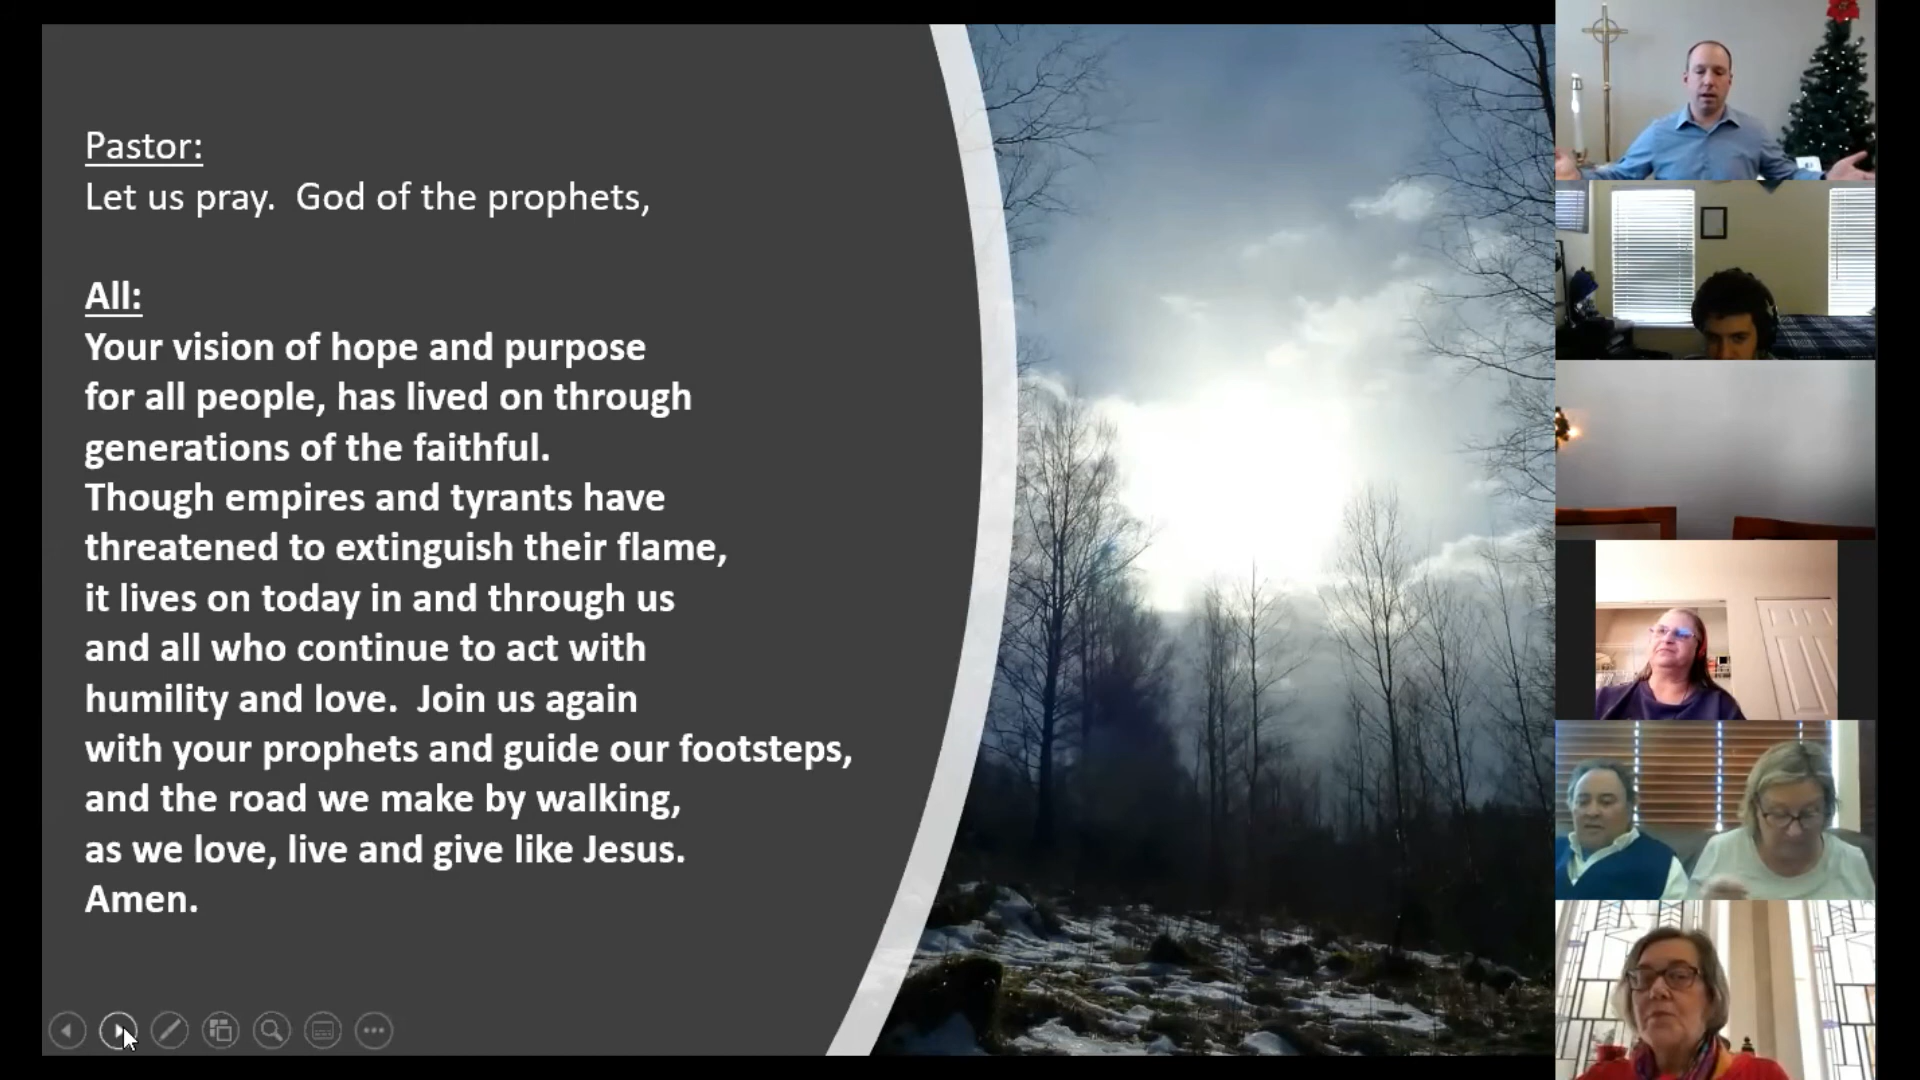 Pastor:
Let us pray.  God of the prophets,
All:
Your vision of hope and purpose
for all people, has lived on through
generations of the faithful.
Though empires and tyrants have
threatened to extinguish their flame,
it lives on today in and through us
and all who continue to act with
humility and love.  Join us again
with your prophets and guide our footsteps,
and the road we make by walking,
as we love, live and give like Jesus.
Amen.